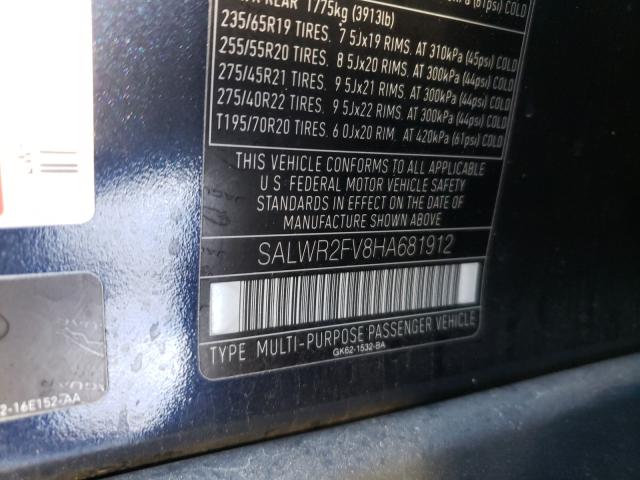 REAR 1775kg (3913lb)
235/65R19 TIRES. 7 5Jx19 RIMS. AT 310kPa (45psi) COLD
255/55R20 TIRES. 8 5Jx20 RIMS. AT 300kPa (44psi) COLD
275/45R21 TIRES. 9 5Jx21 RIMS. AT 300kPa (44psi) COLD
275/40R22 TIRES. 9 5Jx22 RIMS. AT 300kPa (44psi) COLD
T195/70R20 TIRES. 6 0Jx20 RIM. AT 420kPa (61psi) COLD
THIS VEHICLE CONFORMS TO ALL APPLICABLE
U S FEDERAL MOTOR VEHICLE SAFETY
STANDARDS IN EFFECT ON THE DATE OF
MANUFACTURE SHOWN ABOVE
SALWR2FV8HA681912
TYPE MULTI-PURPOSE PASSENGER VEHICLE
GK62-1532-BA
2-16E152-AA